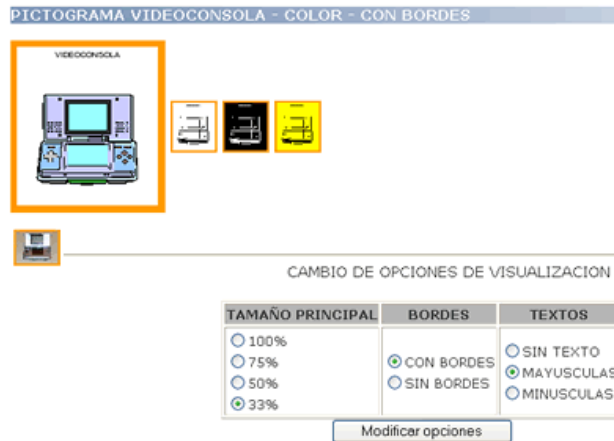 PICTOGRAMA VIDEOCONSOLA - COLOR - CON BORDES
VIDEOCONSOLA
CAMBIO DE OPCIONES DE VISUALIZACION
TAMAÑO PRINCIPAL BORDES TEXTOS
100%
75%
50%
33%
CON BORDES
SIN BORDES
SIN TEXTO
MAYUSCULAS
MINUSCULAS
Modificar opciones